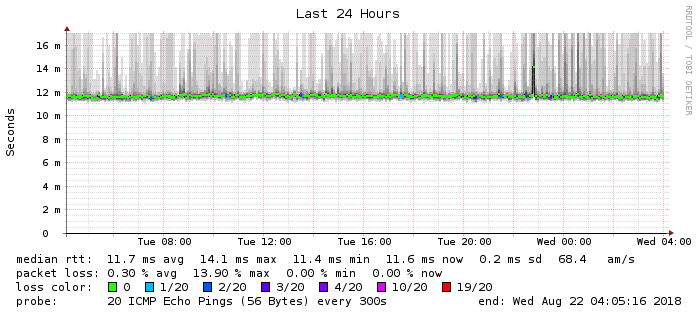 Last 24 Hours
RRDTOOL / TOBI OETIKER
Seconds
16 m
14 m
12 m
10 m
8 m
6 m
4 m
2 m
0
Tue 08:00 Tue 12:00 Tue 16:00 Tue 20:00 Wed 00:00 Wed 04:00
median rtt: 11.7 ms avg 14.1 ms max 11.4 ms min 11.6 ms now 0.2 ms sd 68.4 am/s
packet loss: 0.30 % avg 13.90 % max 0.00 % min 0.00 % now
loss color: 0 1/20 2/20 3/20 4/20 10/20 19/20
probe: 20 ICMP Echo Pings (56 Bytes) every 300s end: Wed Aug 22 04:05:16 2018